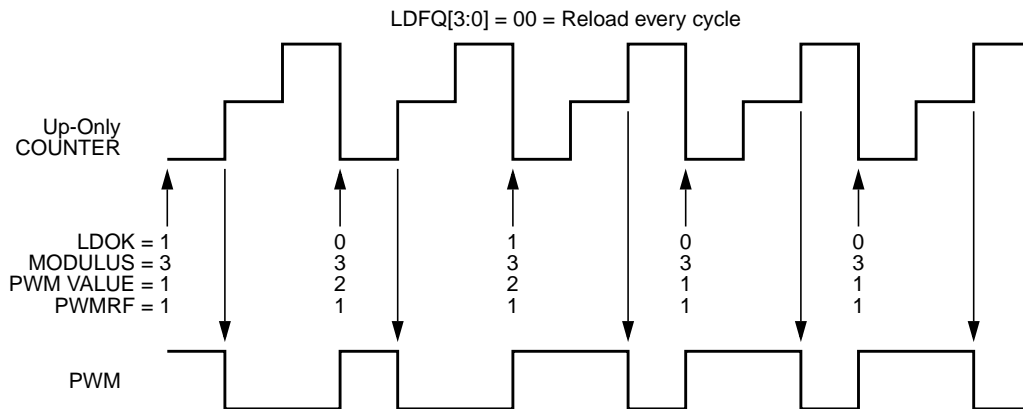 LDFQ[3:0] = 00 = Reload every cycle
Up-Only
COUNTER
LDOK = 1 0 1 0 0
MODULUS = 3 3 3 3 3
PWM VALUE = 1 2 2 1 1
PWMRF = 1 1 1 1 1
PWM